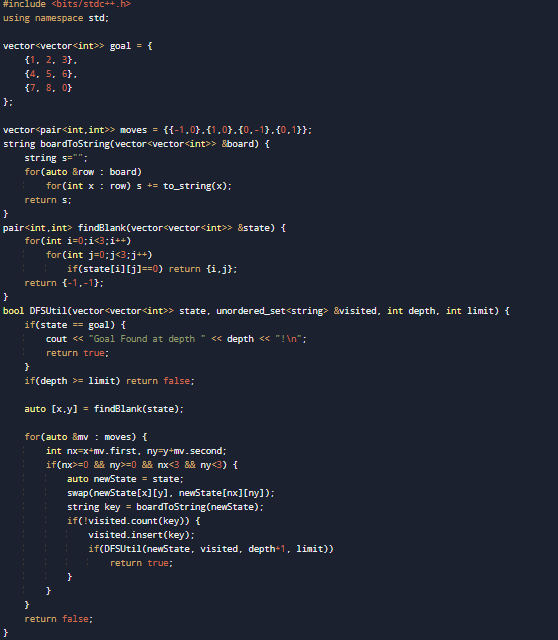 #include <bits/stdc++.h>
using namespace std;

vector<vector<int>> goal = {
    {1, 2, 3},
    {4, 5, 6},
    {7, 8, 0}
};

vector<pair<int,int>> moves = {{-1,0},{1,0},{0,-1},{0,1}};
string boardToString(vector<vector<int>> &board) {
    string s="";
    for(auto &row : board)
        for(int x : row) s += to_string(x);
    return s;
}
pair<int,int> findBlank(vector<vector<int>> &state) {
    for(int i=0;i<3;i++)
        for(int j=0;j<3;j++)
            if(state[i][j]==0) return {i,j};
    return {-1,-1};
}
bool DFSUtil(vector<vector<int>> state, unordered_set<string> &visited, int depth, int limit) {
    if(state == goal) {
        cout << "Goal Found at depth " << depth << "!\n";
        return true;
    }
    if(depth >= limit) return false;

    auto [x,y] = findBlank(state);

    for(auto &mv : moves) {
        int nx=x+mv.first, ny=y+mv.second;
        if(nx>=0 && ny>=0 && nx<3 && ny<3) {
            auto newState = state;
            swap(newState[x][y], newState[nx][ny]);
            string key = boardToString(newState);
            if(!visited.count(key)) {
                visited.insert(key);
                if(DFSUtil(newState, visited, depth+1, limit))
                    return true;
            }
        }
    }
    return false;
}